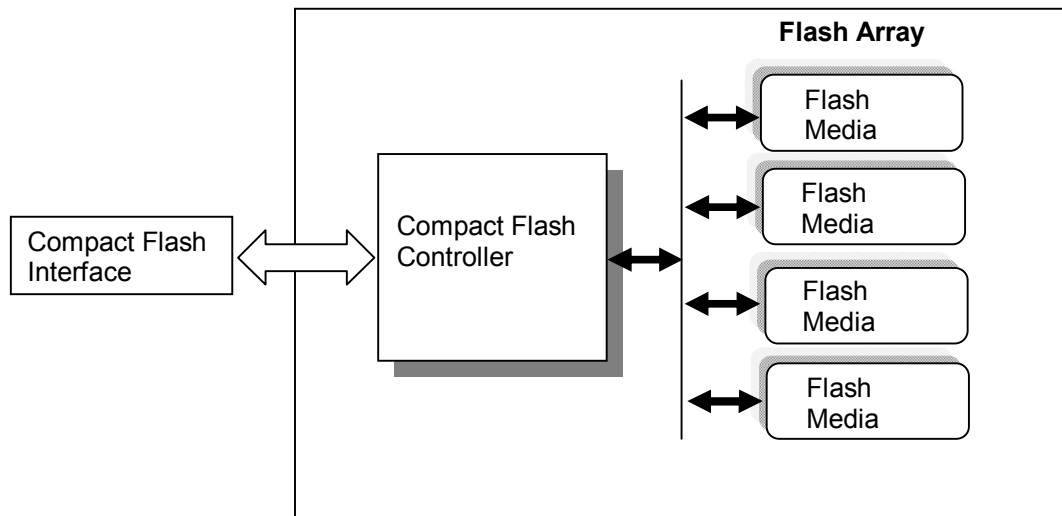 Flash Array
Flash
Media
Flash
Media
Compact Flash
Interface
Compact Flash
Controller
Flash
Media
Flash
Media